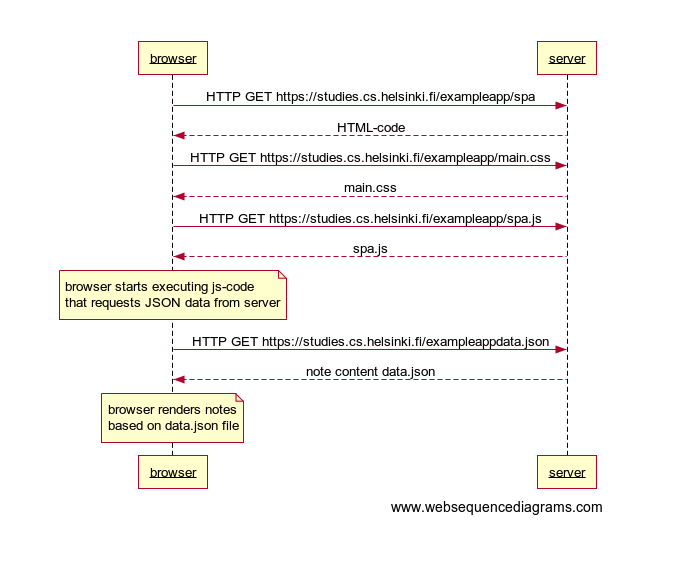 browser
server
HTTP GET https://studies.cs.helsinki.fi/exampleapp/spa
HTML-code
HTTP GET https://studies.cs.helsinki.fi/exampleapp/main.css
main.css
HTTP GET https://studies.cs.helsinki.fi/exampleapp/spa.js
spa.js
browser starts executing js-code
that requests JSON data from server
HTTP GET https://studies.cs.helsinki.fi/exampleappdata.json
note content data.json
browser renders notes
based on data.json file
browser
server
www.websequencediagrams.com